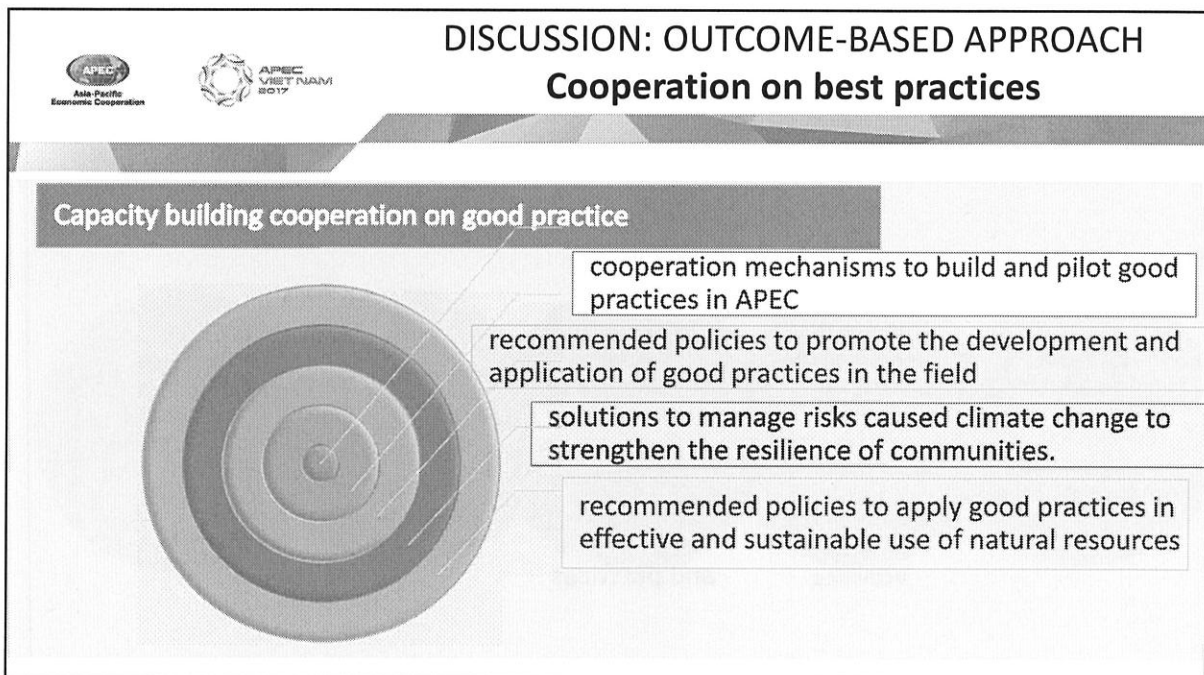 DISCUSSION: OUTCOME-BASED APPROACH
Cooperation on best practices
APEC
Asia-Pacific
Economic Cooperation
APEC
VIET NAM
2017
Capacity building cooperation on good practice
cooperation mechanisms to build and pilot good
practices in APEC
recommended policies to promote the development and
application of good practices in the field
solutions to manage risks caused climate change to
strengthen the resilience of communities.
recommended policies to apply good practices in
effective and sustainable use of natural resources